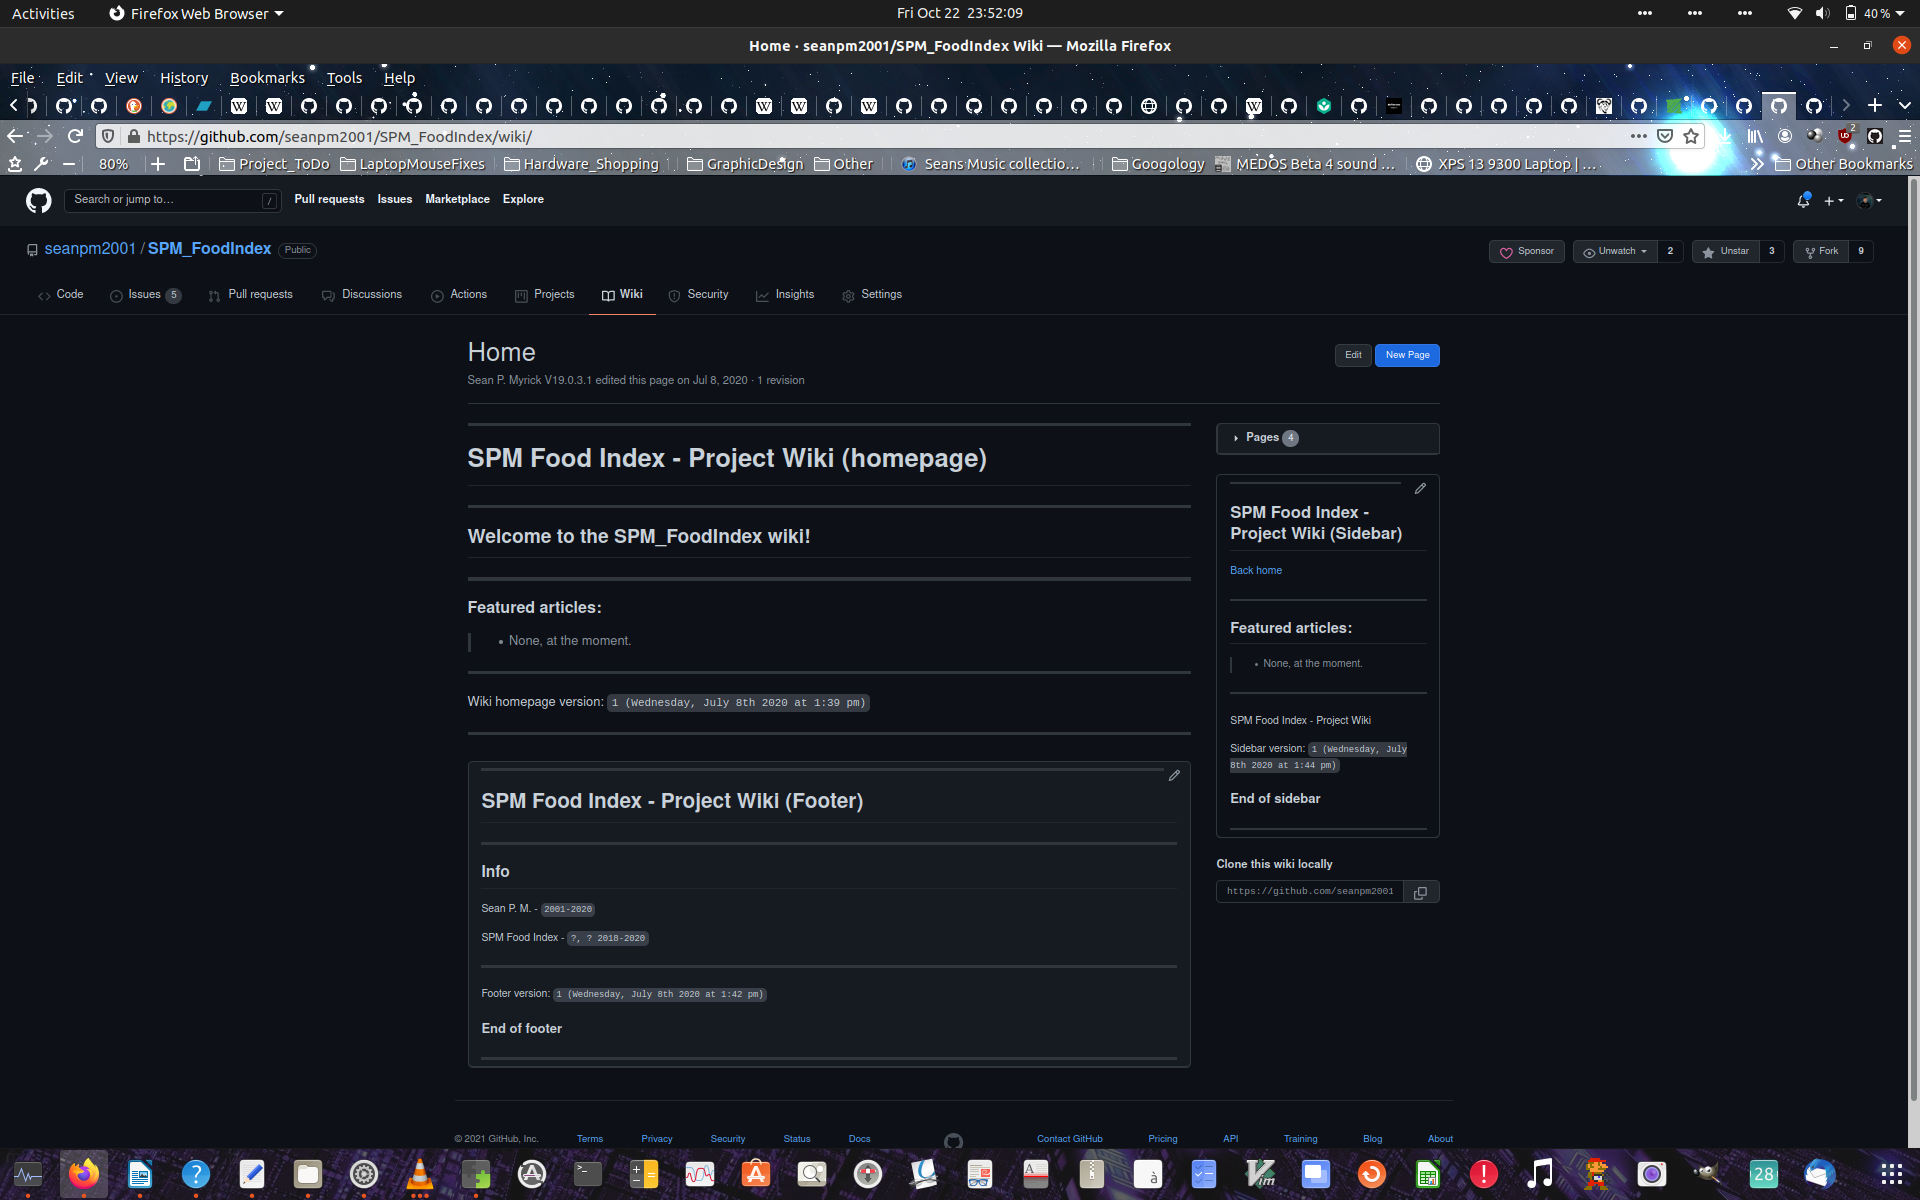 Activities
Firefox Web Browser
Fri Oct 22 23:52:09
40 %
Home · seanpm2001/SPM_FoodIndex Wiki — Mozilla Firefox
File Edit View History Bookmarks Tools Help
https://github.com/seanpm2001/SPM_FoodIndex/wiki/
2
80%
Project_ToDo
LaptopMouseFixes
Hardware_Shopping
GraphicDesign
Other
Seans Music collectio...
Googology
MEDOS Beta 4 sound ...
XPS 13 9300 Laptop | ...
Other Bookmarks
Search or jump to...
/
Pull requests
Issues
Marketplace
Explore
seanpm2001 / SPM_FoodIndex
Public
Sponsor
Unwatch 2
Unstar 3
Fork 9
Code
Issues 5
Pull requests
Discussions
Actions
Projects
Wiki
Security
Insights
Settings
Home
Edit
New Page
Sean P. Myrick V19.0.3.1 edited this page on Jul 8, 2020 · 1 revision
SPM Food Index - Project Wiki (homepage)
Welcome to the SPM_FoodIndex wiki!
Featured articles:
None, at the moment.
Wiki homepage version: 1 (Wednesday, July 8th 2020 at 1:39 pm)
SPM Food Index - Project Wiki (Footer)
Info
Sean P. M. - 2001-2020
SPM Food Index - ?, ? 2018-2020
Footer version: 1 (Wednesday, July 8th 2020 at 1:42 pm)
End of footer
Pages 4
SPM Food Index -
Project Wiki (Sidebar)
Back home
Featured articles:
None, at the moment.
SPM Food Index - Project Wiki
Sidebar version: 1 (Wednesday, July
8th 2020 at 1:44 pm)
End of sidebar
Clone this wiki locally
https://github.com/seanpm2001
© 2021 GitHub, Inc.
Terms
Privacy
Security
Status
Docs
Contact GitHub
Pricing
API
Training
Blog
About
28